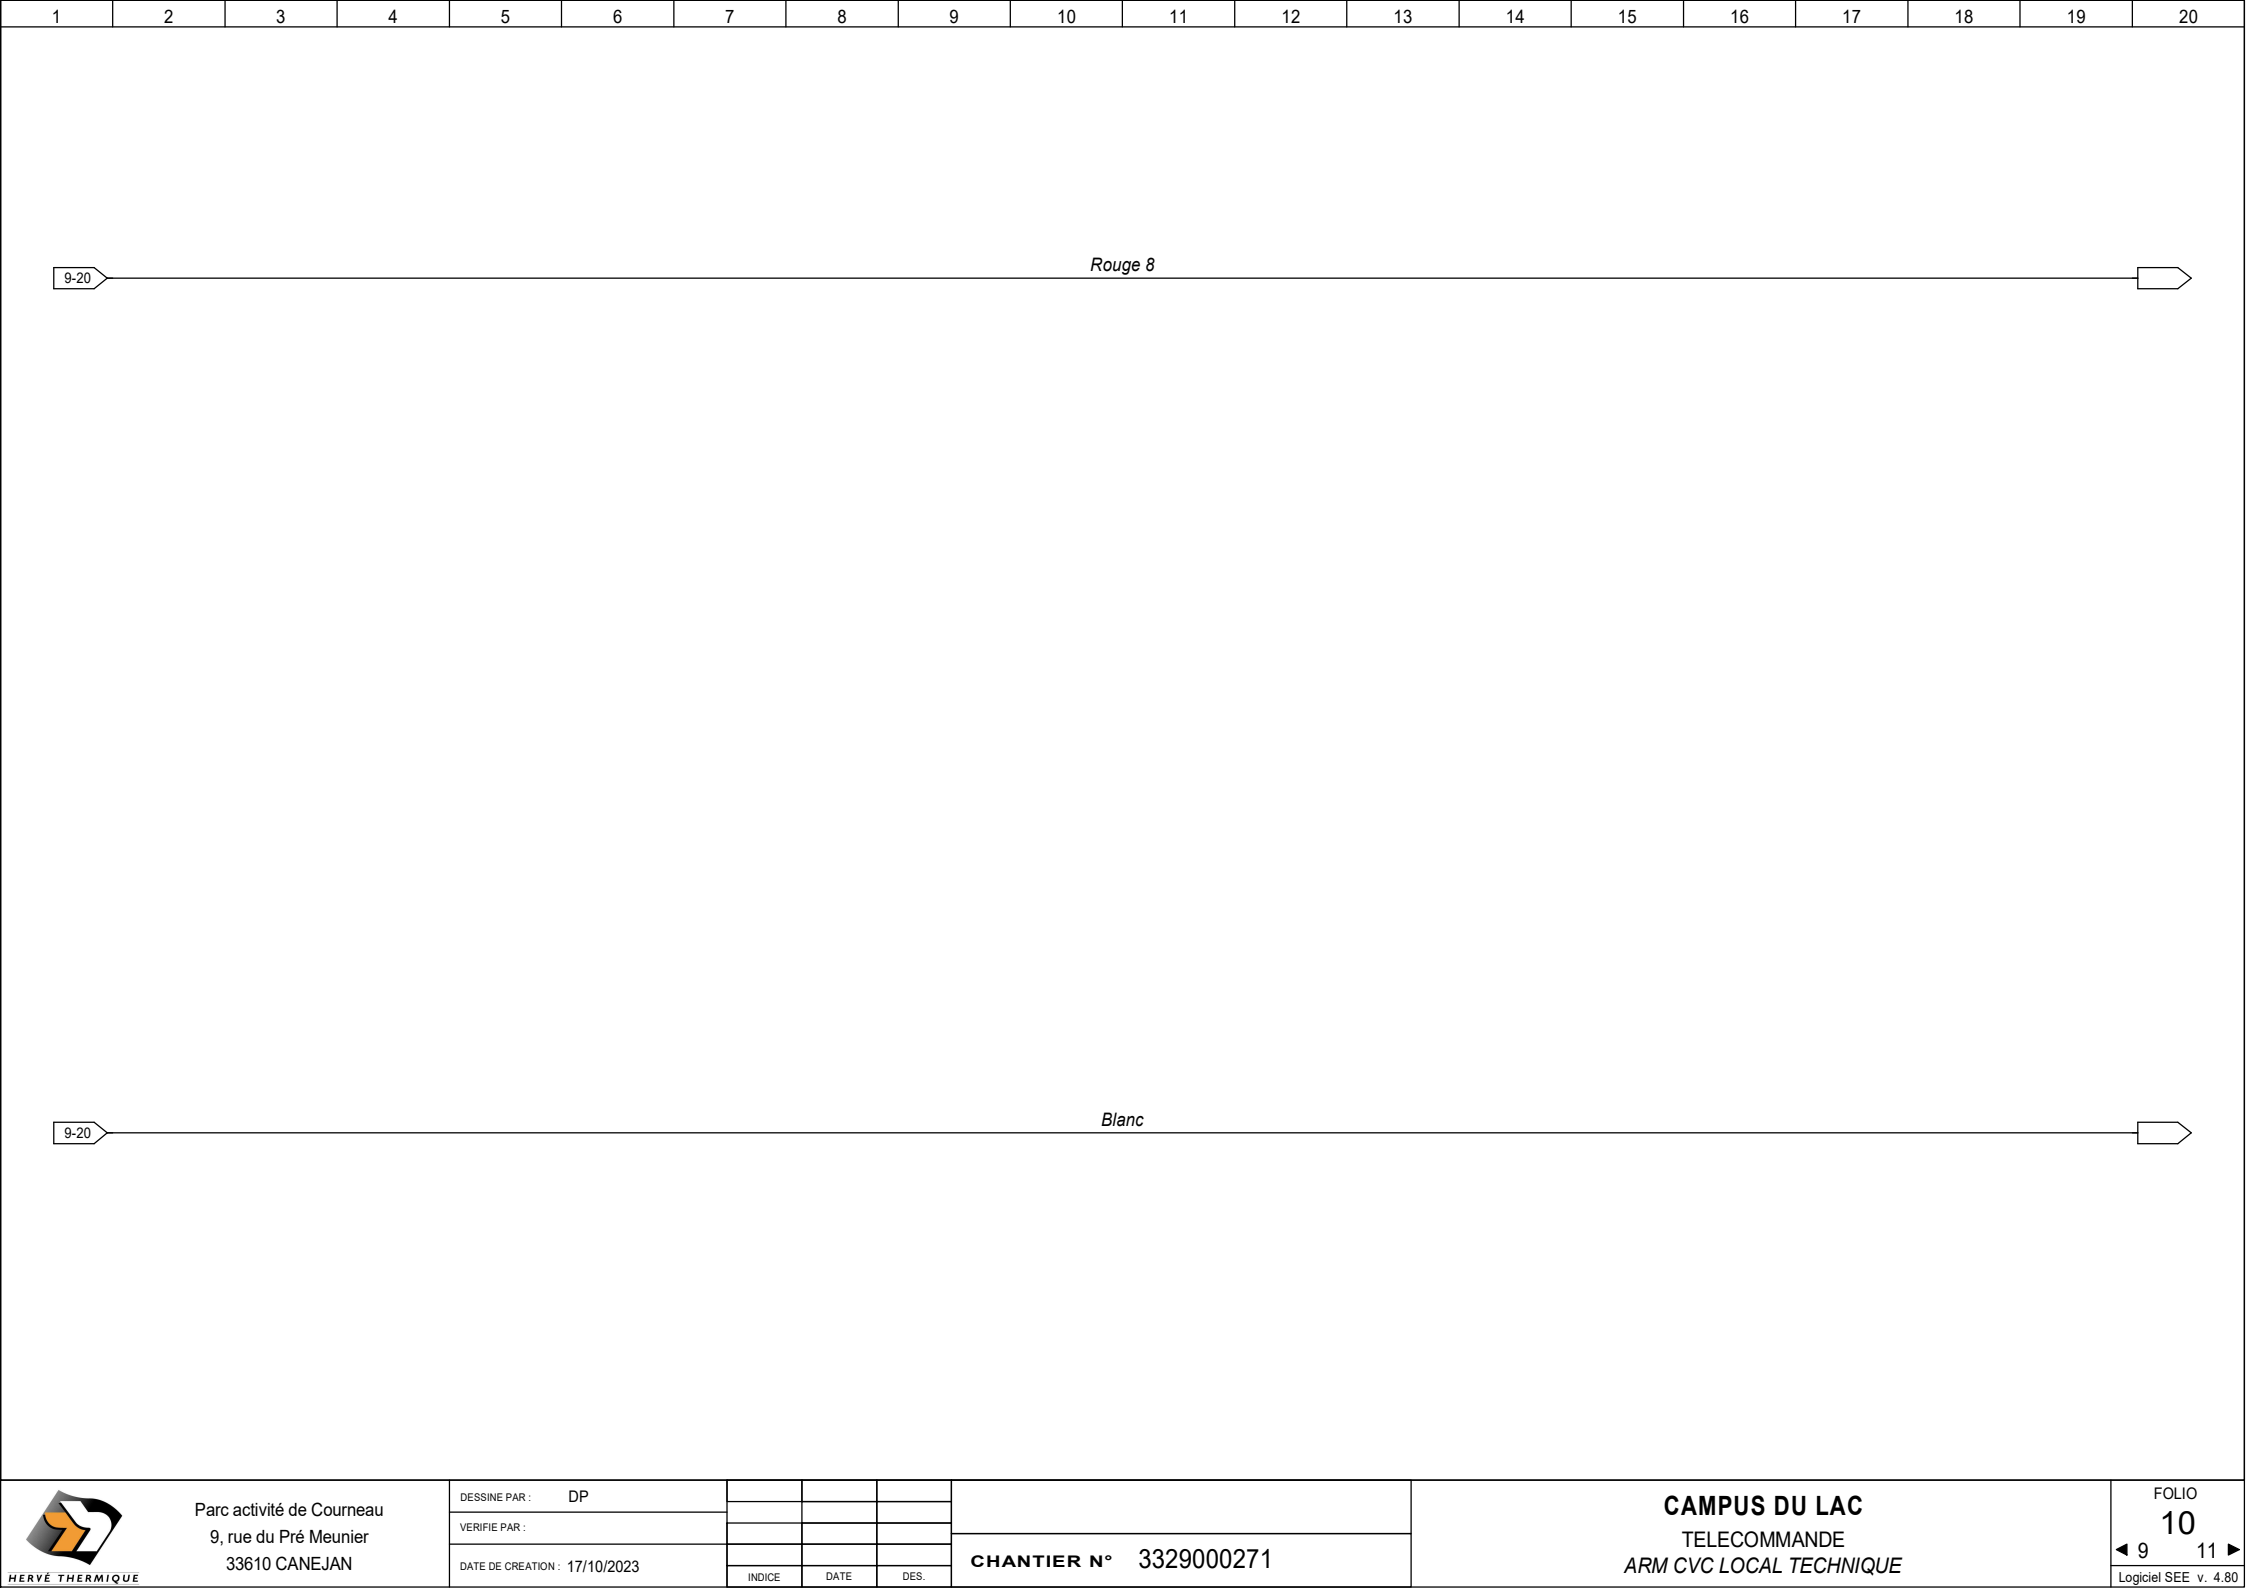 1 2 3 4 5 6 7 8 9 10 11 12 13 14 15 16 17 18 19 20
Rouge 8
9-20
Blanc
9-20
HERVÉ THERMIQUE
Parc activité de Courneau
9, rue du Pré Meunier
33610 CANEJAN
DESSINE PAR : DP
VERIFIE PAR :
DATE DE CREATION : 17/10/2023
INDICE DATE DES.
CHANTIER N° 3329000271
CAMPUS DU LAC
TELECOMMANDE
ARM CVC LOCAL TECHNIQUE
FOLIO
10
◄ 9 11 ►
Logiciel SEE v. 4.80